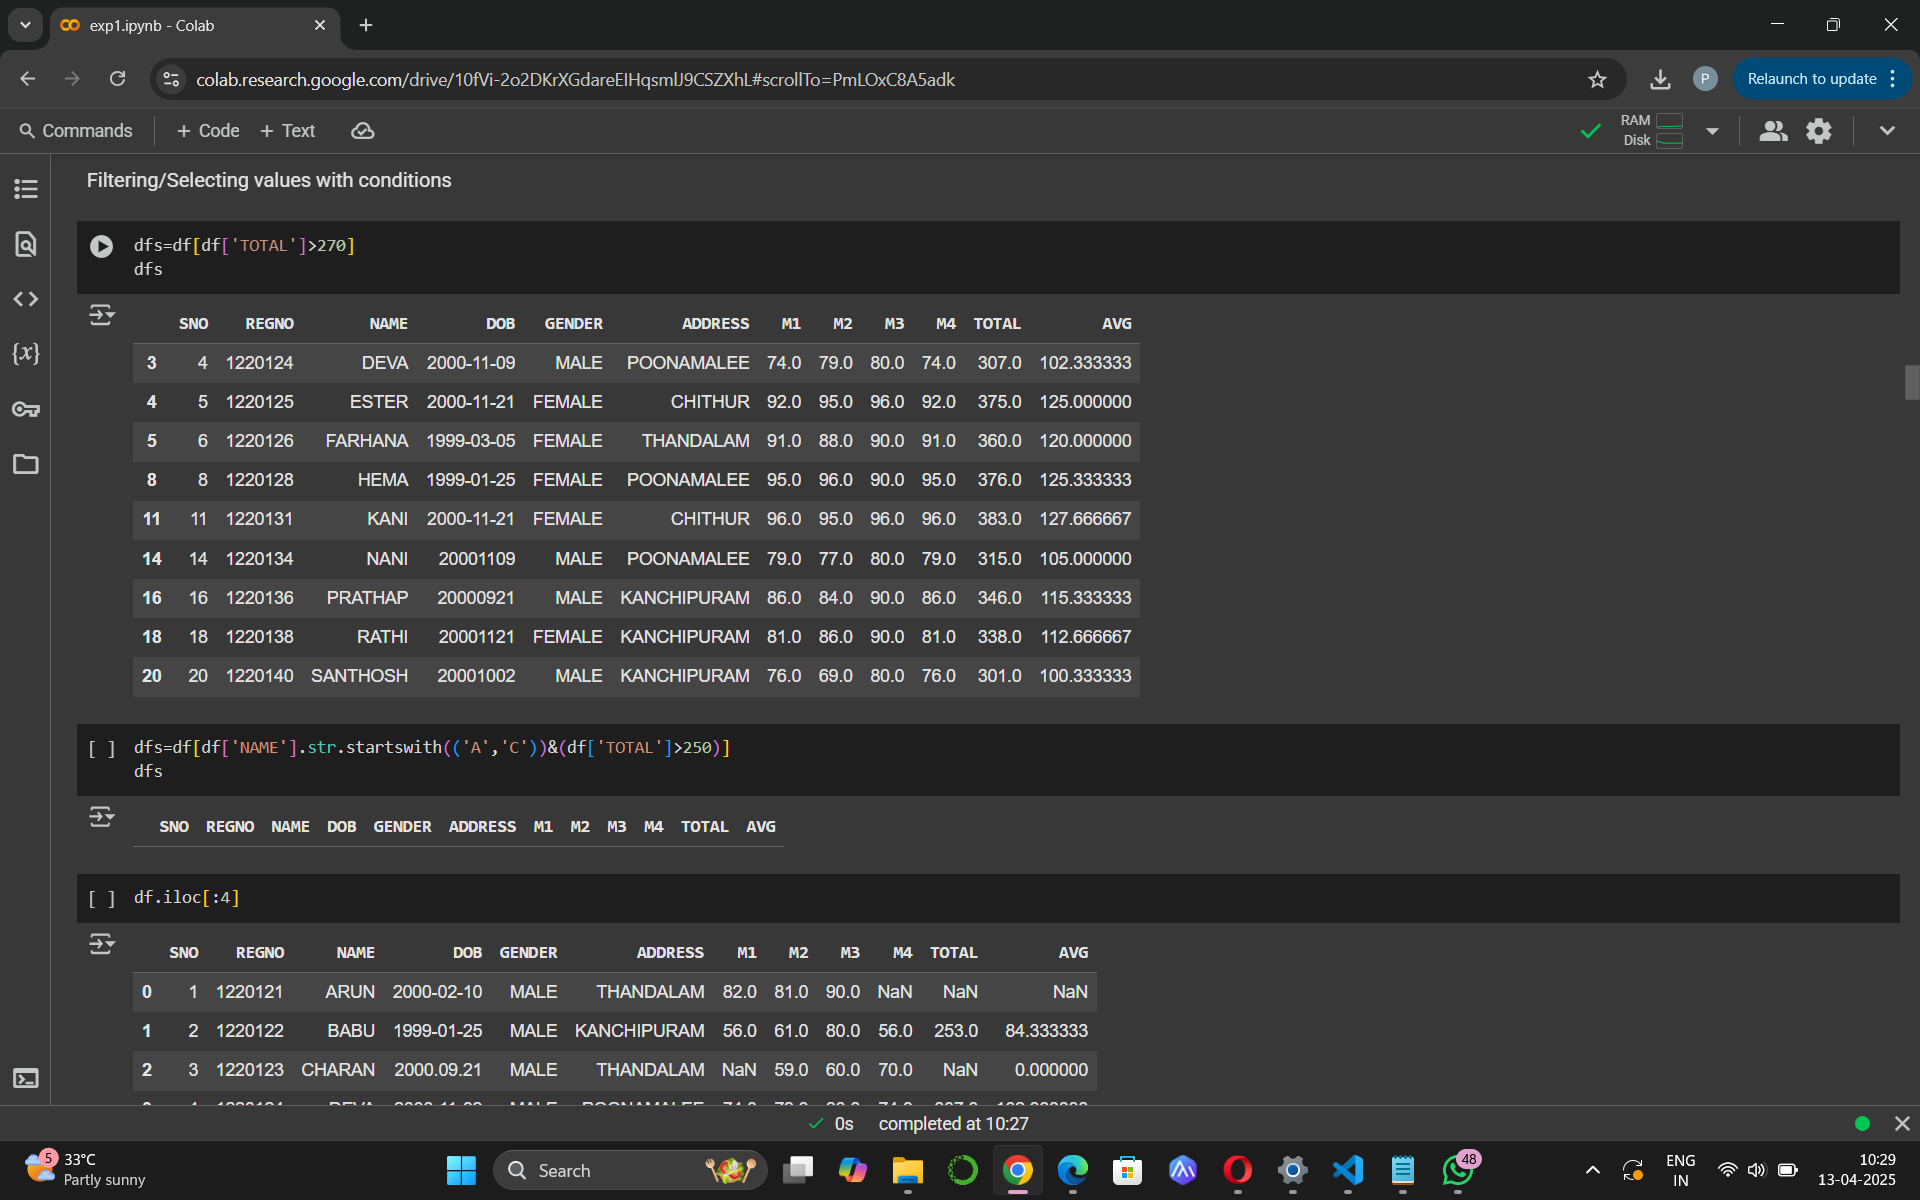 exp1.ipynb - Colab
colab.research.google.com/drive/10fVi-2o2DKrXGdareEIHqsmlJ9CSZXhL#scrollTo=PmLOxC8A5adk
P
Relaunch to update
Commands
+ Code + Text
RAM
Disk
Filtering/Selecting values with conditions
dfs=df[df['TOTAL']>270]
dfs
SNO REGNO NAME DOB GENDER ADDRESS M1 M2 M3 M4 TOTAL AVG
3 4 1220124 DEVA 2000-11-09 MALE POONAMALEE 74.0 79.0 80.0 74.0 307.0 102.333333
4 5 1220125 ESTER 2000-11-21 FEMALE CHITHUR 92.0 95.0 96.0 92.0 375.0 125.000000
5 6 1220126 FARHANA 1999-03-05 FEMALE THANDALAM 91.0 88.0 90.0 91.0 360.0 120.000000
8 8 1220128 HEMA 1999-01-25 FEMALE POONAMALEE 95.0 96.0 90.0 95.0 376.0 125.333333
11 11 1220131 KANI 2000-11-21 FEMALE CHITHUR 96.0 95.0 96.0 96.0 383.0 127.666667
14 14 1220134 NANI 20001109 MALE POONAMALEE 79.0 77.0 80.0 79.0 315.0 105.000000
16 16 1220136 PRATHAP 20000921 MALE KANCHIPURAM 86.0 84.0 90.0 86.0 346.0 115.333333
18 18 1220138 RATHI 20001121 FEMALE KANCHIPURAM 81.0 86.0 90.0 81.0 338.0 112.666667
20 20 1220140 SANTHOSH 20001002 MALE KANCHIPURAM 76.0 69.0 80.0 76.0 301.0 100.333333
[ ] dfs=df[df['NAME'].str.startswith(('A','C'))&(df['TOTAL']>250)]
dfs
SNO REGNO NAME DOB GENDER ADDRESS M1 M2 M3 M4 TOTAL AVG
[ ] df.iloc[:4]
SNO REGNO NAME DOB GENDER ADDRESS M1 M2 M3 M4 TOTAL AVG
0 1 1220121 ARUN 2000-02-10 MALE THANDALAM 82.0 81.0 90.0 NaN NaN NaN
1 2 1220122 BABU 1999-01-25 MALE KANCHIPURAM 56.0 61.0 80.0 56.0 253.0 84.333333
2 3 1220123 CHARAN 2000.09.21 MALE THANDALAM NaN 59.0 60.0 70.0 NaN 0.000000
0s completed at 10:27
5
33°C
Partly sunny
Search
48
ENG
IN
10:29
13-04-2025